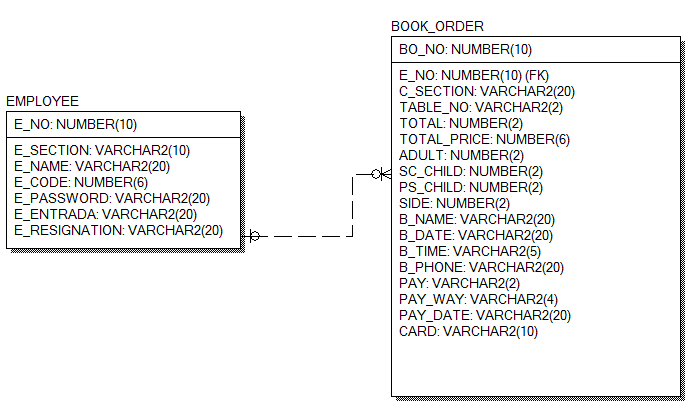 EMPLOYEE
E_NO: NUMBER(10)
E_SECTION: VARCHAR2(10)
E_NAME: VARCHAR2(20)
E_CODE: NUMBER(6)
E_PASSWORD: VARCHAR2(20)
E_ENTRADA: VARCHAR2(20)
E_RESIGNATION: VARCHAR2(20)
BOOK_ORDER
BO_NO: NUMBER(10)
E_NO: NUMBER(10) (FK)
C_SECTION: VARCHAR2(20)
TABLE_NO: VARCHAR2(2)
TOTAL: NUMBER(2)
TOTAL_PRICE: NUMBER(6)
ADULT: NUMBER(2)
SC_CHILD: NUMBER(2)
PS_CHILD: NUMBER(2)
SIDE: NUMBER(2)
B_NAME: VARCHAR2(20)
B_DATE: VARCHAR2(20)
B_TIME: VARCHAR2(5)
B_PHONE: VARCHAR2(20)
PAY: VARCHAR2(2)
PAY_WAY: VARCHAR2(4)
PAY_DATE: VARCHAR2(20)
CARD: VARCHAR2(10)